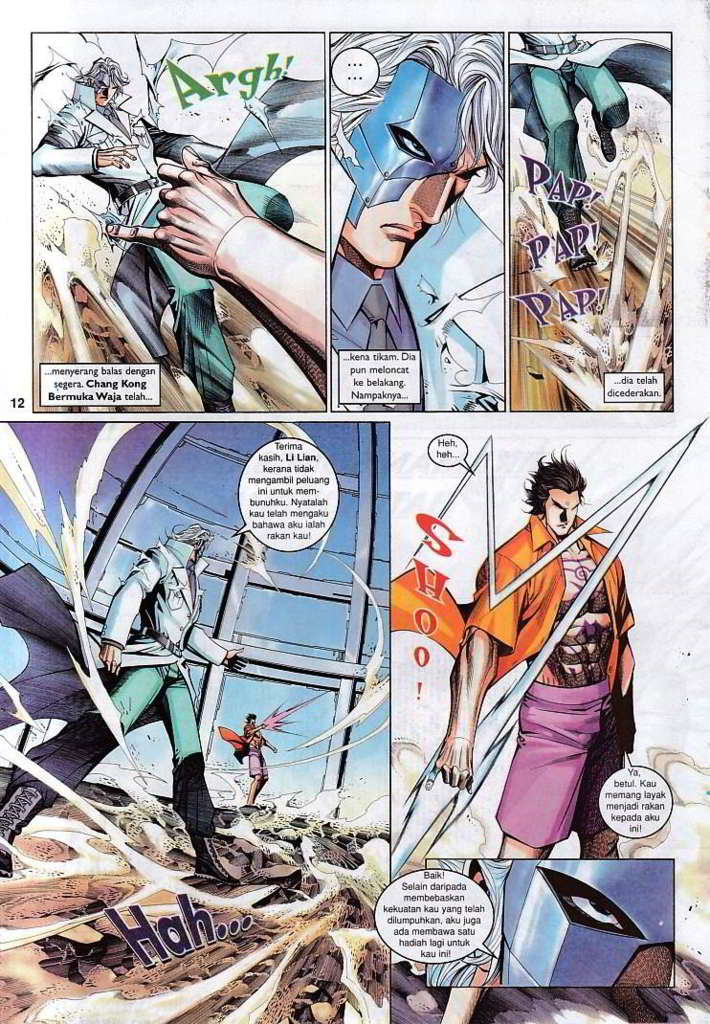 Argh!
...menyerang balas dengan
segera. Chang Kong
Bermuka Waja telah...
...
...
...kena tikam. Dia
pun meloncat
ke belakang.
Nampaknya...
PAP!
PAP!
PAP!
...dia telah
dicederakan.
12
Terima
kasih, Li Lian,
kerana tidak
mengambil peluang
ini untuk mem-
bunuhku. Nyatalah
kau telah mengaku
bahawa aku ialah
rakan kau!
Hah...
Heh,
heh...
SHOO!
Ya,
betul. Kau
memang layak
menjadi rakan
kepada aku
ini!
Baik!
Selain daripada
membebaskan
kekuatan kau yang telah
dilumpuhkan, aku juga
ada membawa satu
hadiah lagi untuk
kau ini!